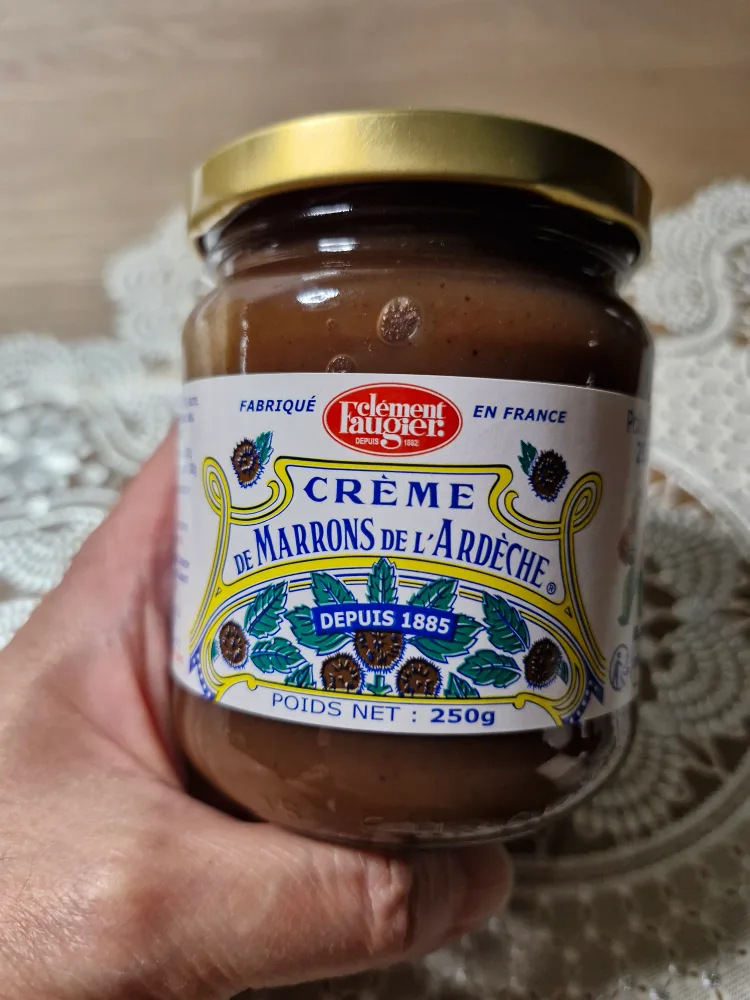 FABRIQUÉ
clément
Faugier.
DEPUIS 1882
EN FRANCE
CRÈME
DE MARRONS DE L'ARDÈCHE®
DEPUIS 1885
POIDS NET : 250g